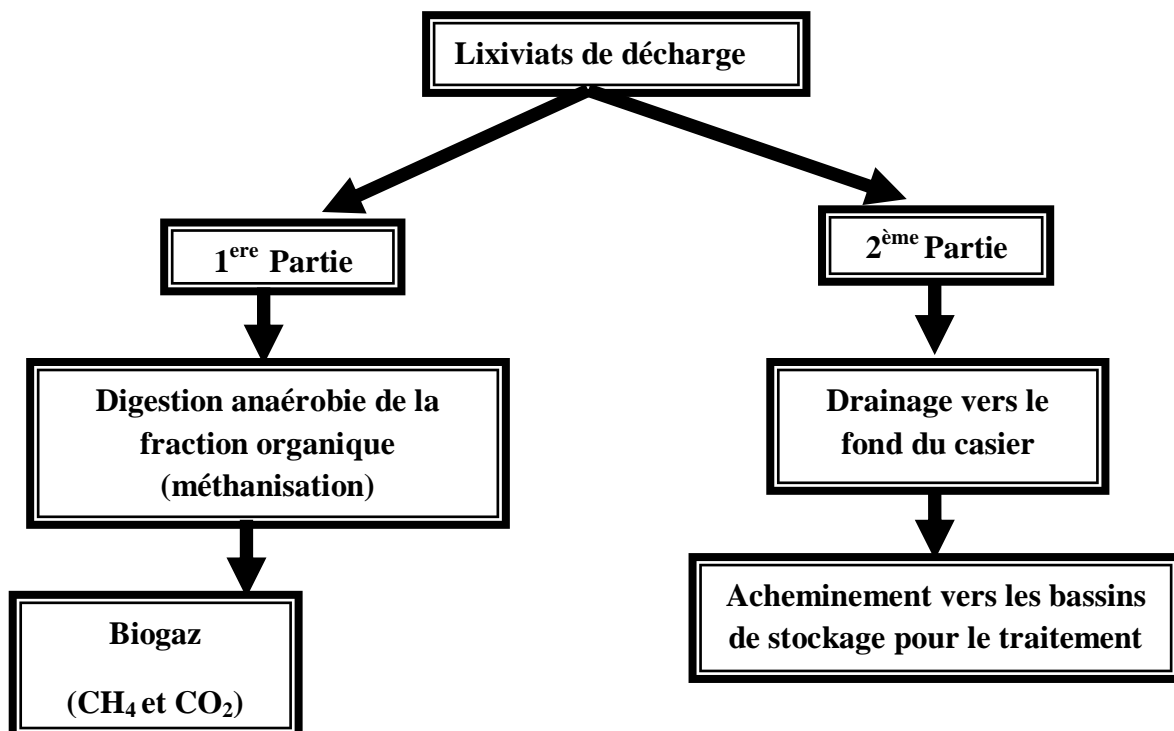 Lixiviats de décharge
1ere Partie
2ème Partie
Digestion anaérobie de la
fraction organique
(méthanisation)
Drainage vers le
fond du casier
Biogaz
(CH₄ et CO₂)
Acheminement vers les bassins
de stockage pour le traitement